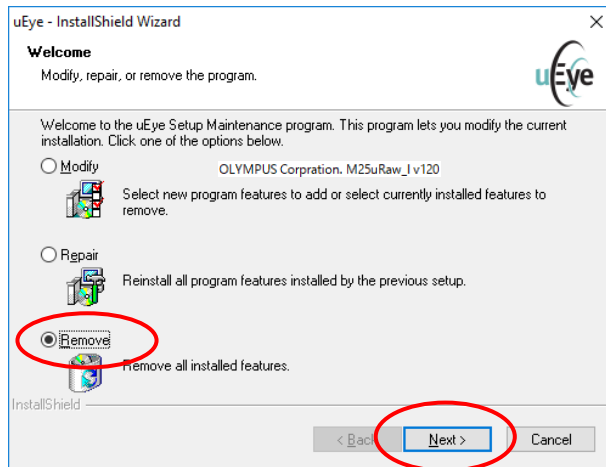 uEye - InstallShield Wizard
Welcome
Modify, repair, or remove the program.
uEye
Welcome to the uEye Setup Maintenance program. This program lets you modify the current
installation. Click one of the options below.
Modify
OLYMPUS Corpration. M25uRaw_I v120
Select new program features to add or select currently installed features to
remove.
Repair
Reinstall all program features installed by the previous setup.
Remove
Remove all installed features.
InstallShield
< Back
Next >
Cancel